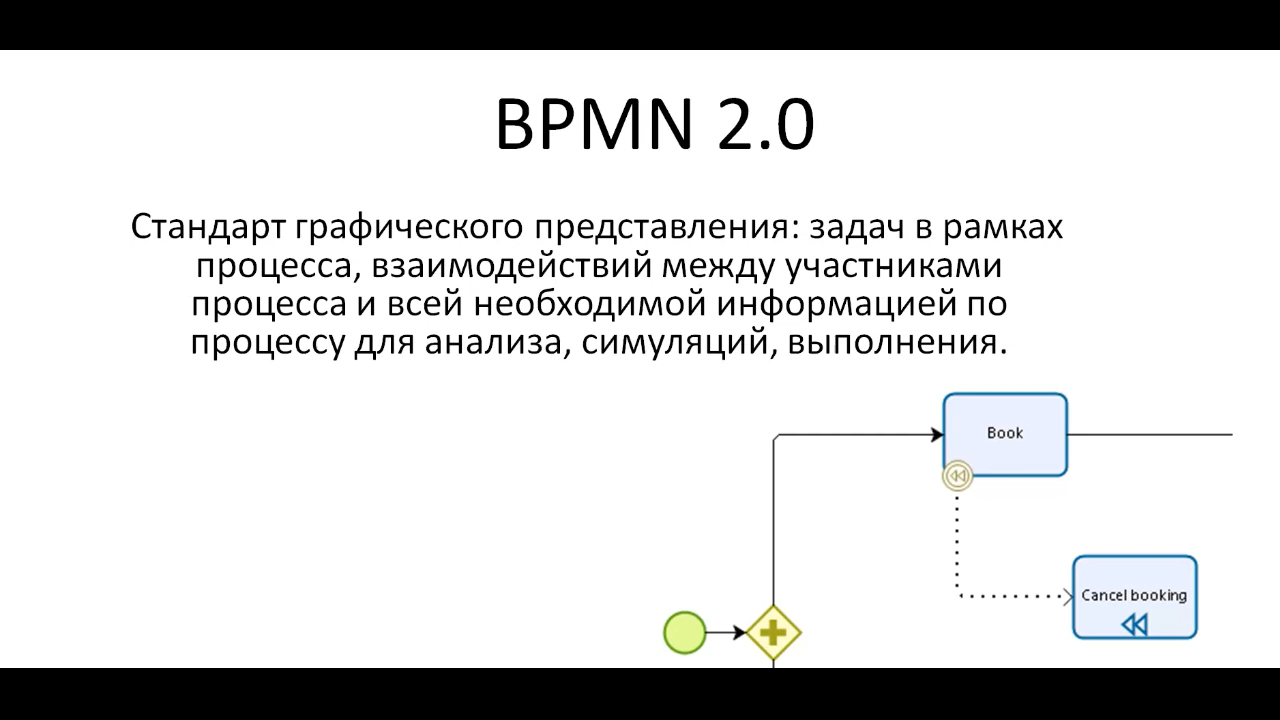 BPMN 2.0
Стандарт графического представления: задач в рамках
процесса, взаимодействий между участниками
процесса и всей необходимой информацией по
процессу для анализа, симуляций, выполнения.
Book
Cancel booking